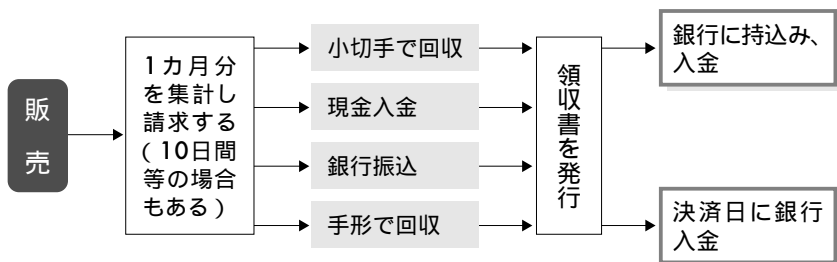 販売
1カ月分
を集計し
請求する
(10日間
等の場合
もある)
小切手で回収
現金入金
銀行振込
手形で回収
領収書を発行
銀行に持込み、
入金
決済日に銀行
入金